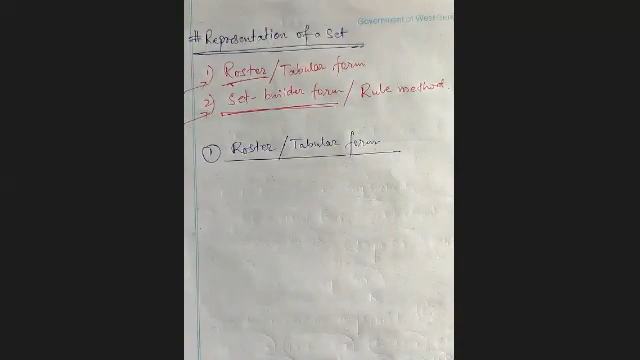 Government of West Ben
# Representation of a Set
1) Roster/Tabular form
2) Set-builder form / Rule method.
① Roster / Tabular form